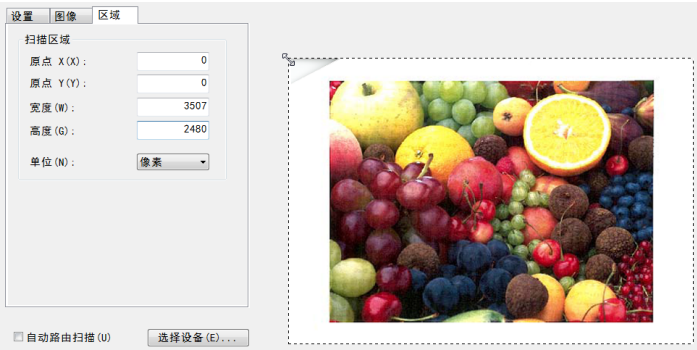 设置 图像 区域
扫描区域
原点 X(X): 0
原点 Y(Y): 0
宽度(W): 3507
高度(G): 2480
单位(N): 像素
自动路由扫描(U) 选择设备(E)...